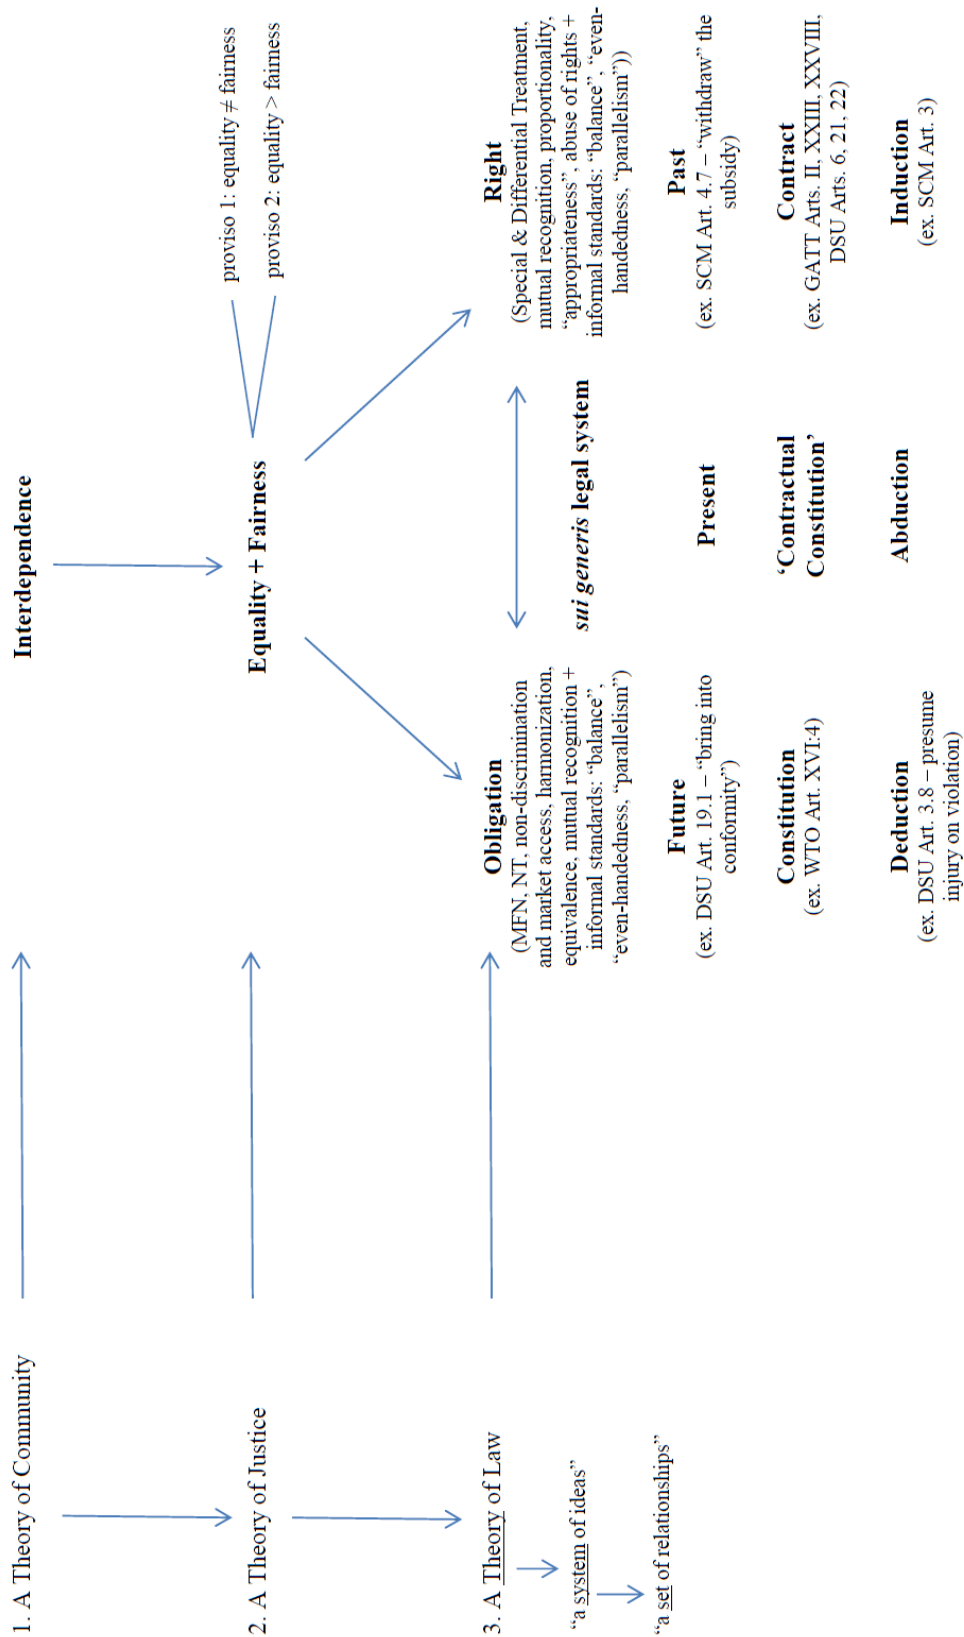 1. A Theory of Community
Interdependence
2. A Theory of Justice
Equality + Fairness
proviso 1: equality ≠ fairness
proviso 2: equality > fairness
3. A Theory of Law
“a system of ideas”
“a set of relationships”
Obligation
(MFN, NT, non-discrimination
and market access, harmonization,
equivalence, mutual recognition +
informal standards: “balance”,
“even-handedness, “parallelism”)
sui generis legal system
Right
(Special & Differential Treatment,
mutual recognition, proportionality,
“appropriateness”, abuse of rights +
informal standards: “balance”, “even-
handedness, “parallelism”))
Future
(ex. DSU Art. 19.1 – “bring into
conformity”)
Present
Past
(ex. SCM Art. 4.7 – “withdraw” the
subsidy)
Constitution
(ex. WTO Art. XVI:4)
‘Contractual
Constitution’
Contract
(ex. GATT Arts. II, XXIII, XXVIII,
DSU Arts. 6, 21, 22)
Deduction
(ex. DSU Art. 3.8 – presume
injury on violation)
Abduction
Induction
(ex. SCM Art. 3)